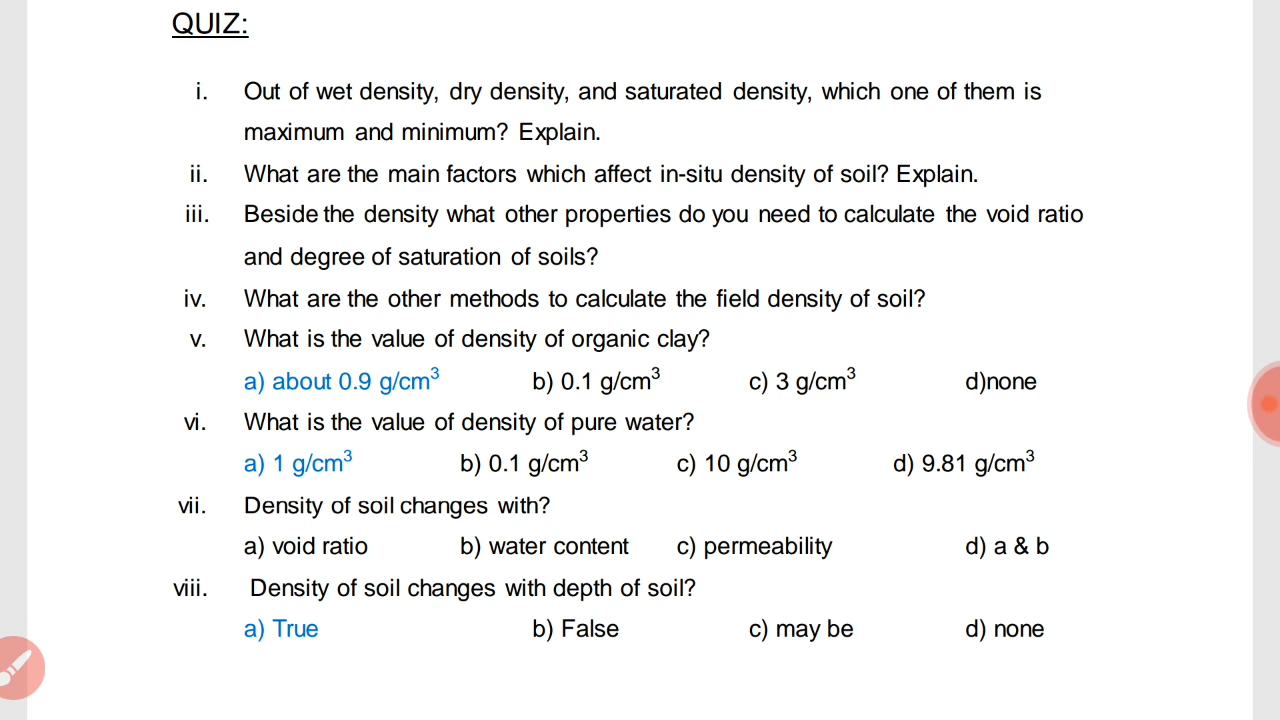 QUIZ:
i. Out of wet density, dry density, and saturated density, which one of them is
maximum and minimum? Explain.
ii. What are the main factors which affect in-situ density of soil? Explain.
iii. Beside the density what other properties do you need to calculate the void ratio
and degree of saturation of soils?
iv. What are the other methods to calculate the field density of soil?
v. What is the value of density of organic clay?
a) about 0.9 g/cm³ b) 0.1 g/cm³ c) 3 g/cm³ d)none
vi. What is the value of density of pure water?
a) 1 g/cm³ b) 0.1 g/cm³ c) 10 g/cm³ d) 9.81 g/cm³
vii. Density of soil changes with?
a) void ratio b) water content c) permeability d) a & b
viii. Density of soil changes with depth of soil?
a) True b) False c) may be d) none